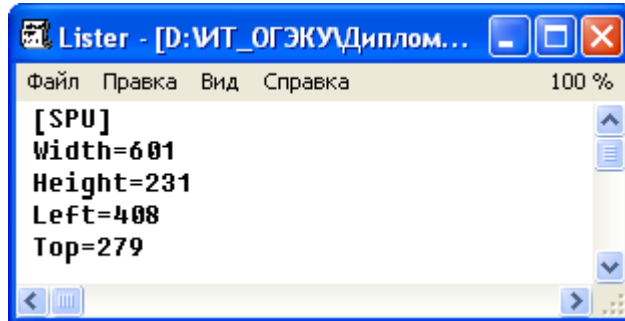 Lister - [D:\ИТ_ОГЭКУ\Диплом...
Файл Правка Вид Справка 100 %
[SPU]
Width=601
Height=231
Left=408
Top=279